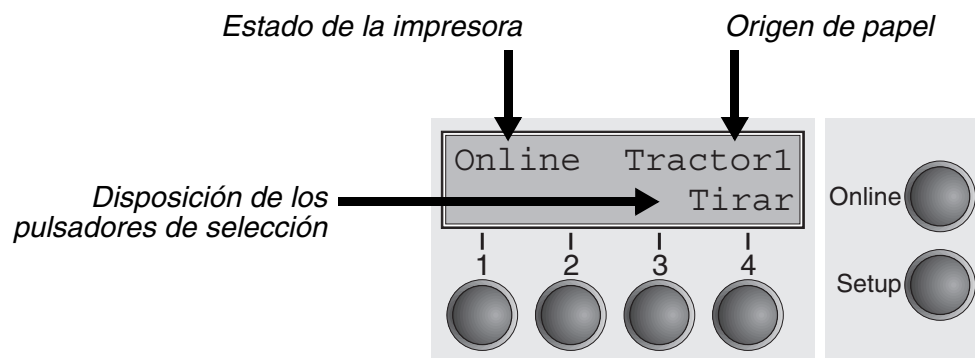 Estado de la impresora
Origen de papel
Online Tractor1
Tirar
Disposición de los
pulsadores de selección
1 2 3 4
Online
Setup